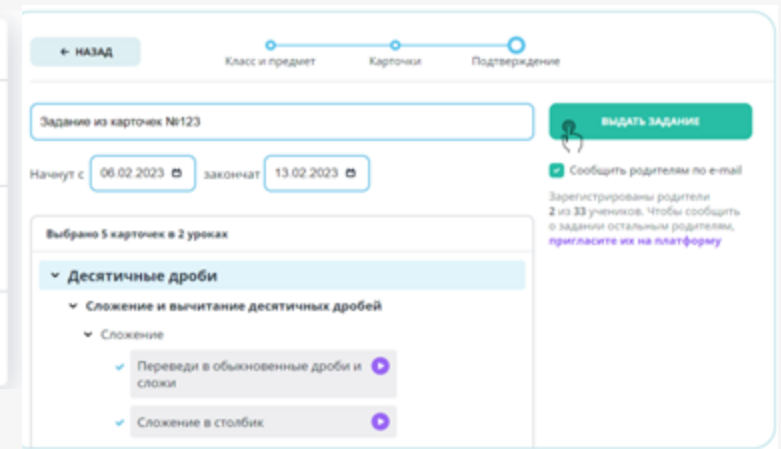 ← НАЗАД
Класс и предмет
Карточки
Подтверждение
Задание из карточек №123
ВЫДАТЬ ЗАДАНИЕ
Начнут с 06.02.2023 закончат 13.02.2023
Сообщить родителям по e-mail
Зарегистрированы родители
2 из 33 учеников. Чтобы сообщить
о задании остальным родителям,
пригласите их на платформу
Выбрано 5 карточек в 2 уроках
Десятичные дроби
Сложение и вычитание десятичных дробей
Сложение
Переведи в обыкновенные дроби и
сложи
Сложение в столбик